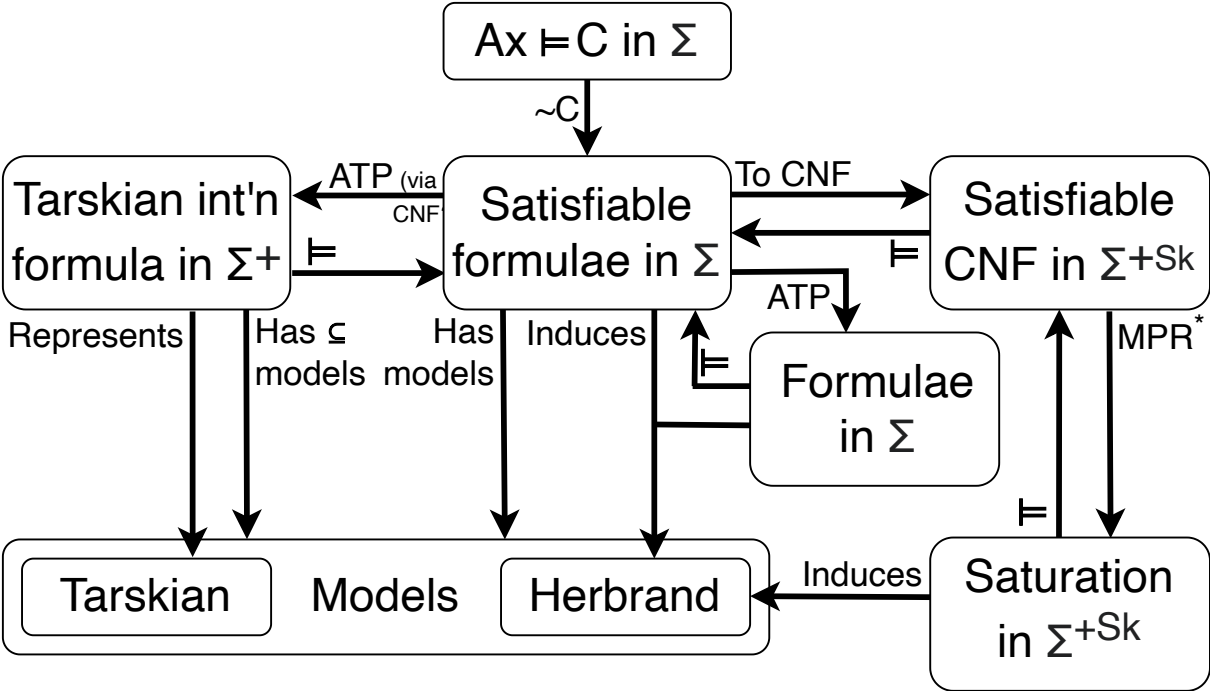 Ax ⊨ C in Σ
~C
Tarskian int'n
formula in Σ+
ATP (via
CNF
⊨
Satisfiable
formulae in Σ
To CNF
⊨
Satisfiable
CNF in Σ+Sk
ATP
Represents
Has ⊆
models
Has
models
Induces
⊨
Formulae
in Σ
MPR*
⊨
Tarskian
Models
Herbrand
Induces
Saturation
in Σ+Sk